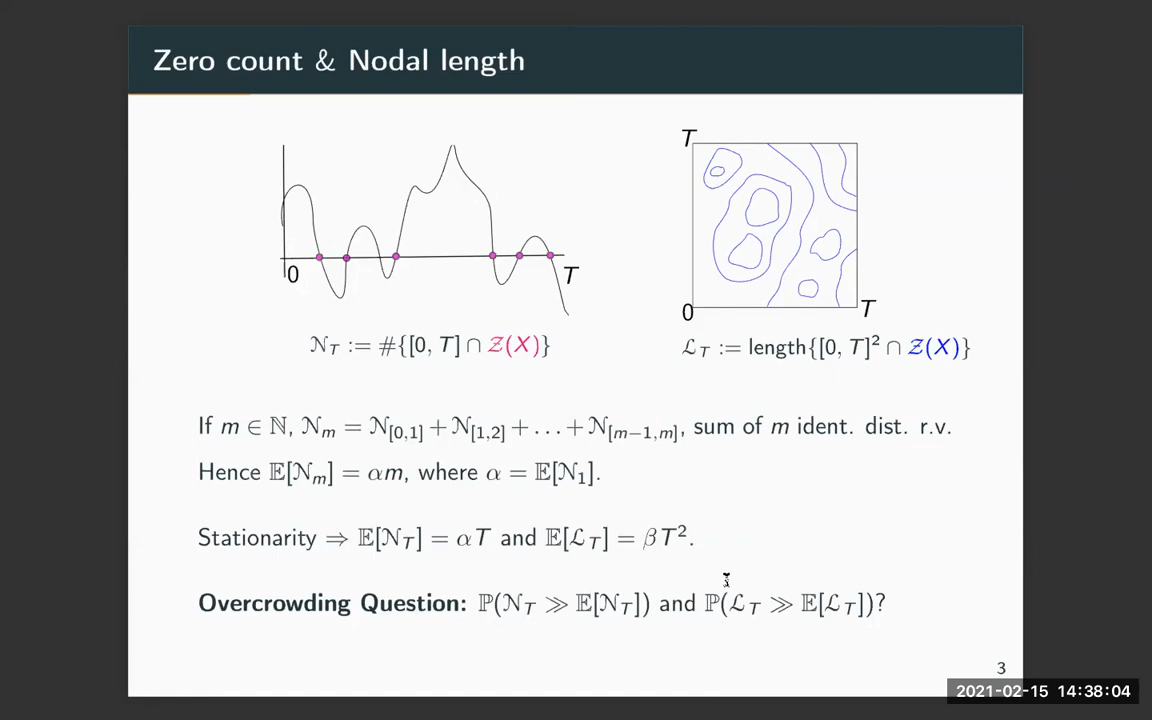 Zero count & Nodal length
T
0 T
0 T
𝒩_T := #{[0, T] ∩ 𝒵(X)}
ℒ_T := length{[0, T]² ∩ 𝒵(X)}
If m ∈ ℕ, 𝒩_m = 𝒩_[0,1] + 𝒩_[1,2] + … + 𝒩_[m−1,m], sum of m ident. dist. r.v.
Hence 𝔼[𝒩_m] = αm, where α = 𝔼[𝒩_1].
Stationarity ⇒ 𝔼[𝒩_T] = αT and 𝔼[ℒ_T] = βT².
Overcrowding Question: ℙ(𝒩_T ≫ 𝔼[𝒩_T]) and ℙ(ℒ_T ≫ 𝔼[ℒ_T])?
3
2021-02-15 14:38:04